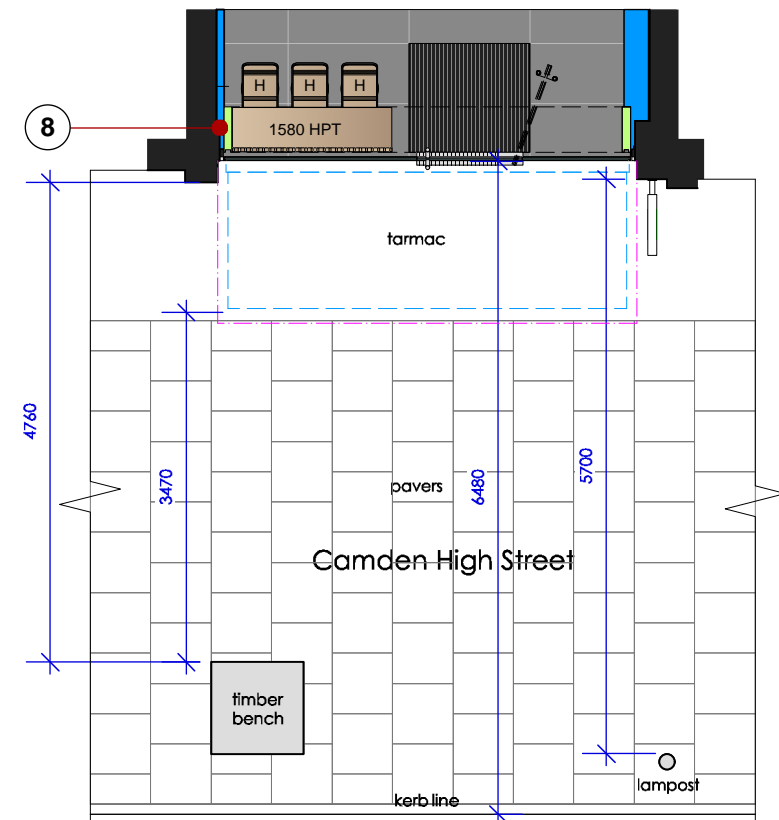 H H H
8
1580 HPT
tarmac
4760
3470
pavers
6480
5700
Camden High Street
timber
bench
lampost
kerb line